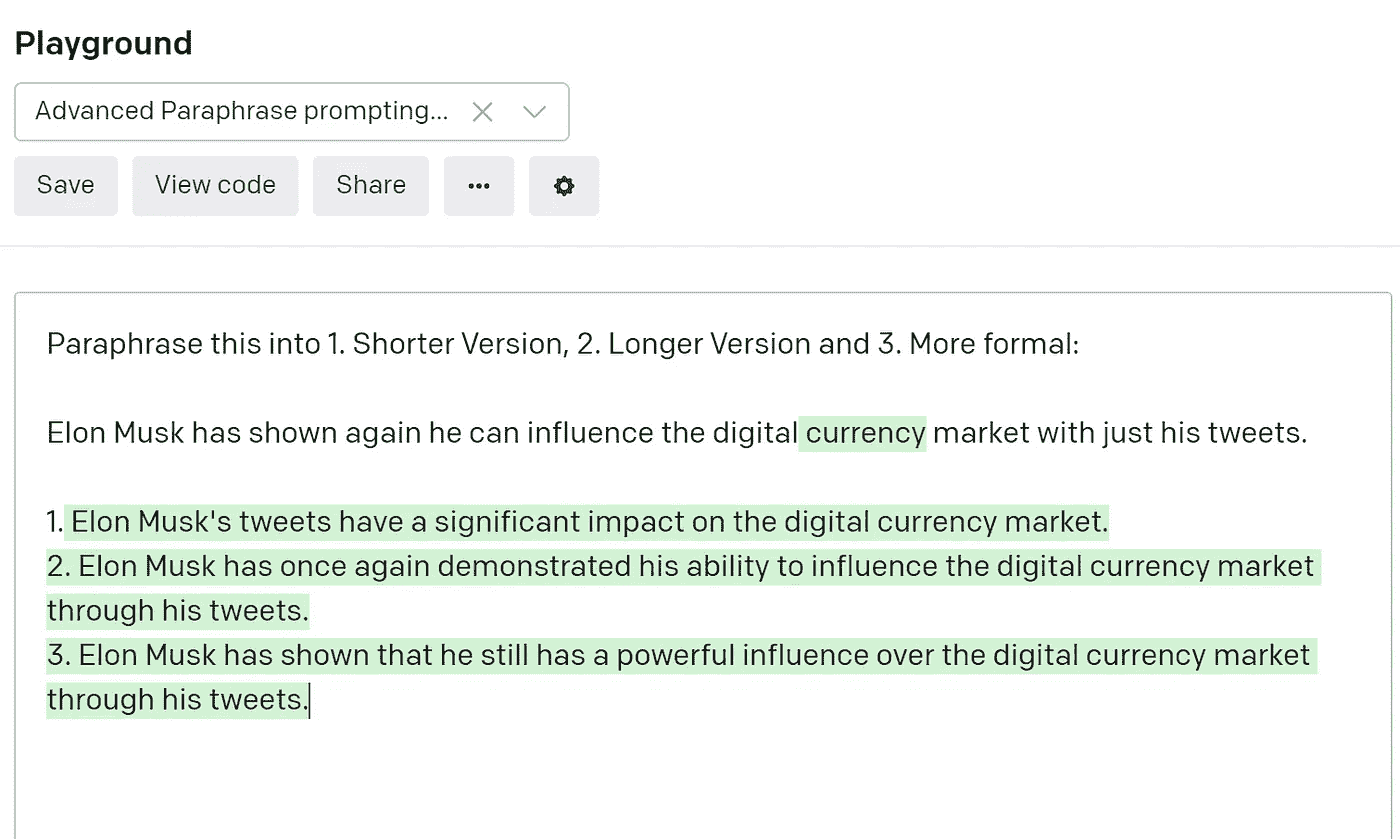 Playground
Advanced Paraphrase prompting...
Save View code Share ...
Paraphrase this into 1. Shorter Version, 2. Longer Version and 3. More formal:
Elon Musk has shown again he can influence the digital currency market with just his tweets.
1. Elon Musk's tweets have a significant impact on the digital currency market.
2. Elon Musk has once again demonstrated his ability to influence the digital currency market
through his tweets.
3. Elon Musk has shown that he still has a powerful influence over the digital currency market
through his tweets.